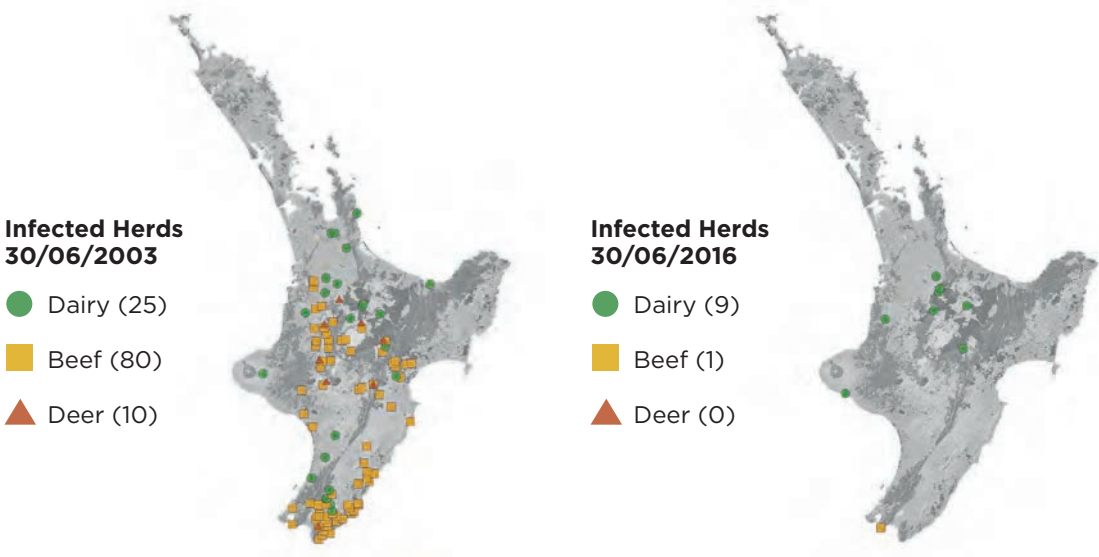 Infected Herds
30/06/2003
Dairy (25)
Beef (80)
Deer (10)
Infected Herds
30/06/2016
Dairy (9)
Beef (1)
Deer (0)